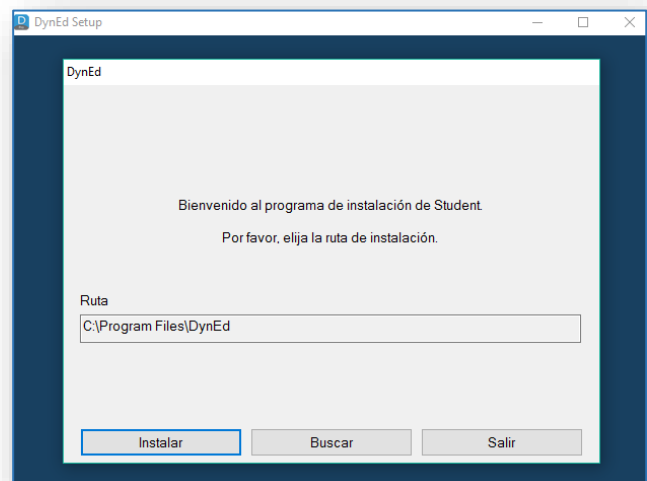 DynEd Setup
DynEd
Bienvenido al programa de instalación de Student.
Por favor, elija la ruta de instalación.
Ruta
C:\Program Files\DynEd
Instalar Buscar Salir